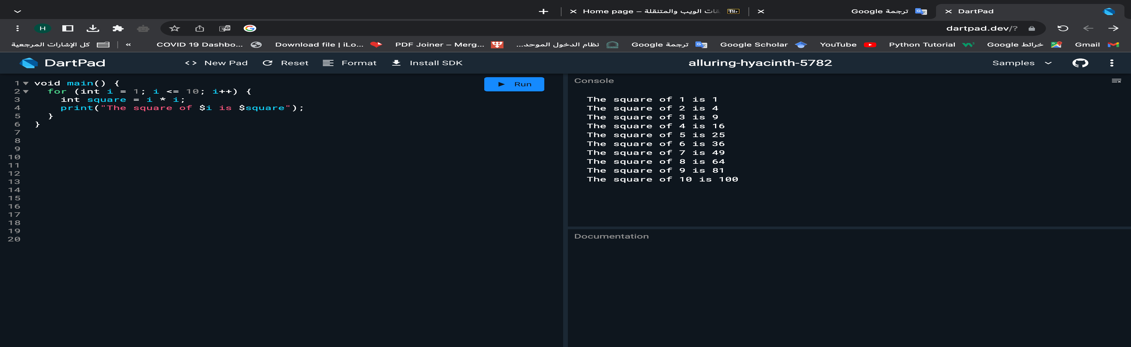 Home page – قات الويب والمتنقلة
ترجمة Google
DartPad
H
dartpad.dev/?
كل الإشارات المرجعية
«
COVID 19 Dashbo...
Download file | iLo...
PDF Joiner – Merg...
نظام الدخول الموحد...
ترجمة Google
Google Scholar
YouTube
Python Tutorial
خرائط Google
Gmail
DartPad
<> New Pad
Reset
Format
Install SDK
alluring-hyacinth-5782
Samples
1 void main() {
2 for (int i = 1; i <= 10; i++) {
3 int square = i * i;
4 print("The square of $i is $square");
5 }
6 }
7
8
9
10
11
12
13
14
15
16
17
18
19
20
Run
Console
The square of 1 is 1
The square of 2 is 4
The square of 3 is 9
The square of 4 is 16
The square of 5 is 25
The square of 6 is 36
The square of 7 is 49
The square of 8 is 64
The square of 9 is 81
The square of 10 is 100
Documentation